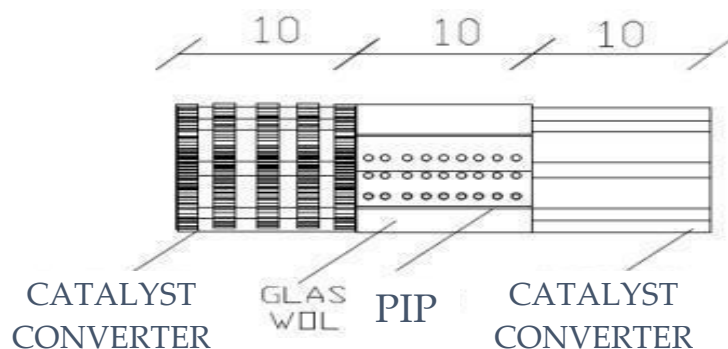 10 10 10
CATALYST
CONVERTER
GLAS
WOL
PIP
CATALYST
CONVERTER